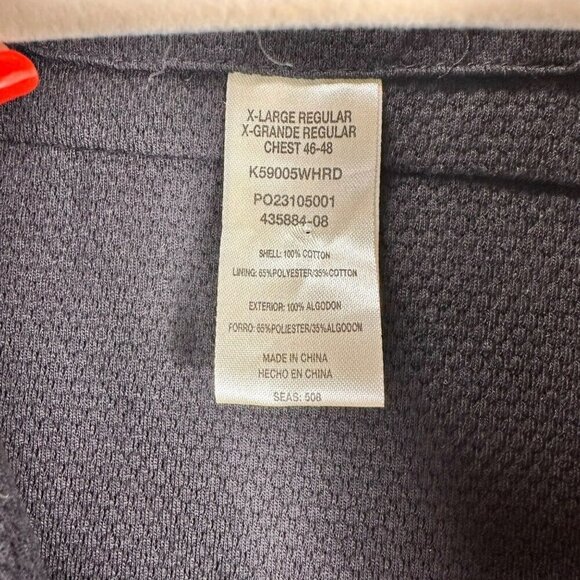 X-LARGE REGULAR
X-GRANDE REGULAR
CHEST 46-48
K59005WHRD
PO23105001
435884-08
SHELL: 100% COTTON
LINING: 65%POLYESTER/35%COTTON
EXTERIOR: 100% ALGODON
FORRO: 65%POLIESTER/35%ALGODON
MADE IN CHINA
HECHO EN CHINA
SEAS: 508